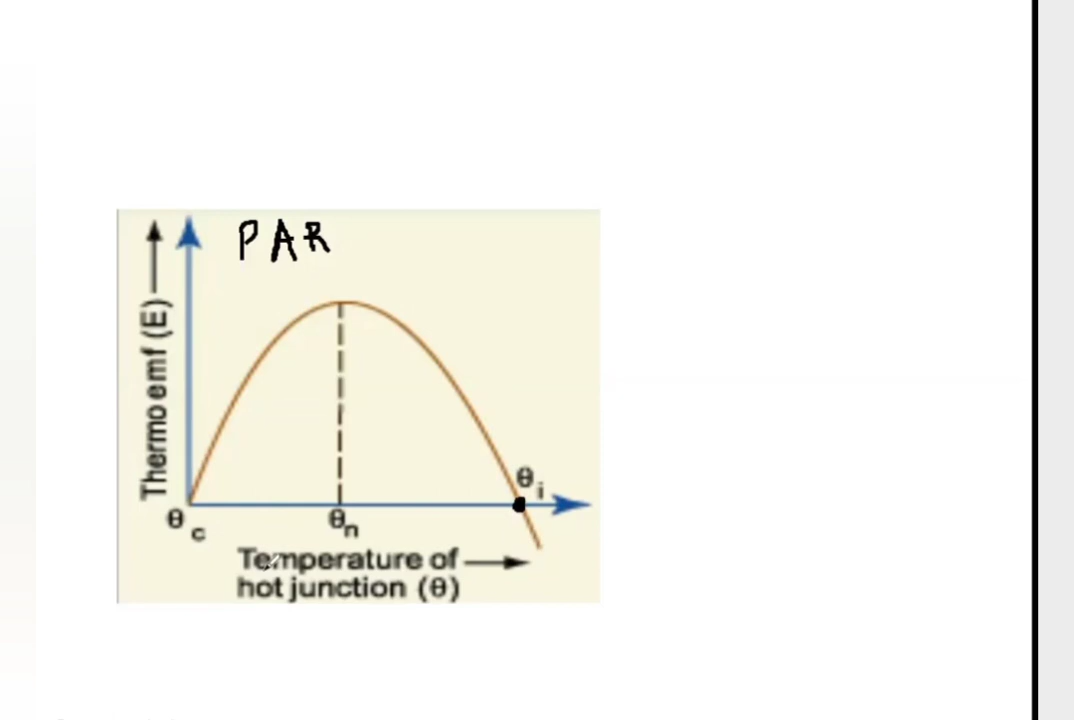 PAR
Thermo emf (E)
θi
θc
θn
Temperature of
hot junction (θ)